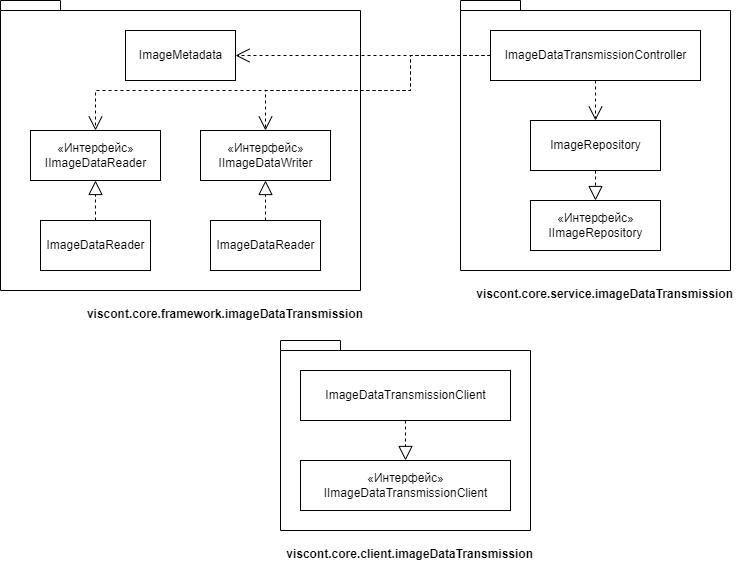 ImageMetadata
«Интерфейс»
IImageDataReader
«Интерфейс»
IImageDataWriter
ImageDataReader
ImageDataReader
viscont.core.framework.imageDataTransmission
ImageDataTransmissionController
ImageRepository
«Интерфейс»
IImageRepository
viscont.core.service.imageDataTransmission
ImageDataTransmissionClient
«Интерфейс»
IImageDataTransmissionClient
viscont.core.client.imageDataTransmission